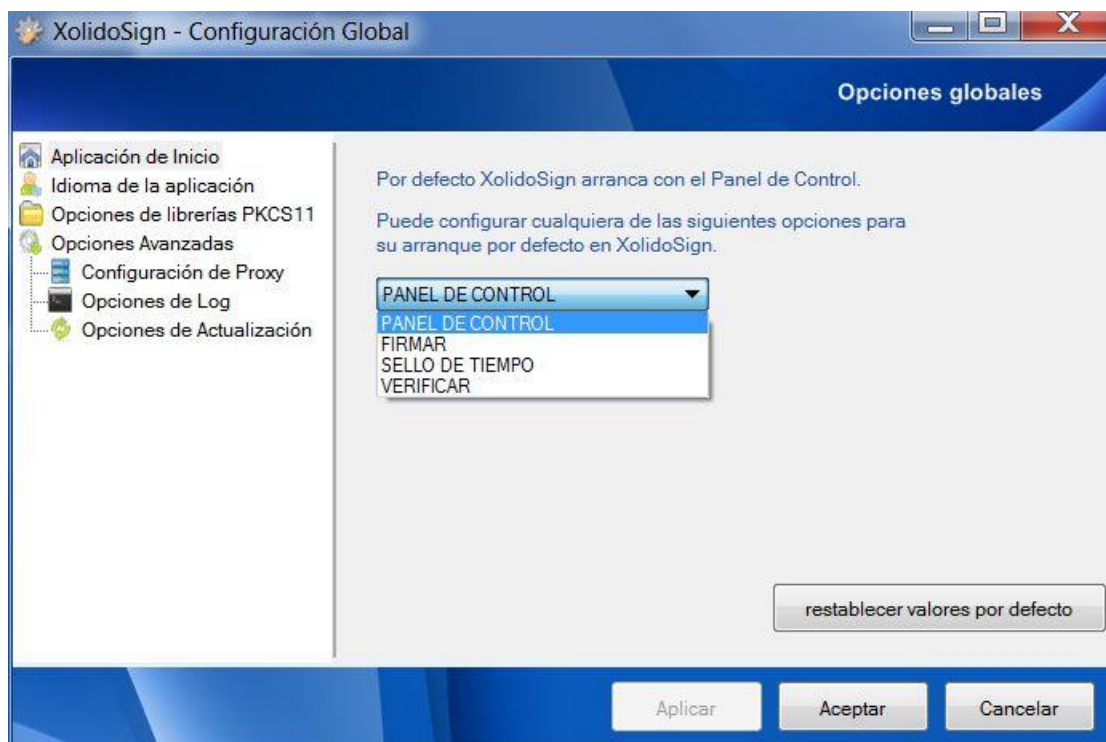 XolidoSign - Configuración Global
Opciones globales
Aplicación de Inicio
Idioma de la aplicación
Opciones de librerías PKCS11
Opciones Avanzadas
Configuración de Proxy
Opciones de Log
Opciones de Actualización
Por defecto XolidoSign arranca con el Panel de Control.
Puede configurar cualquiera de las siguientes opciones para
su arranque por defecto en XolidoSign.
PANEL DE CONTROL
PANEL DE CONTROL
FIRMAR
SELLO DE TIEMPO
VERIFICAR
restablecer valores por defecto
Aplicar
Aceptar
Cancelar